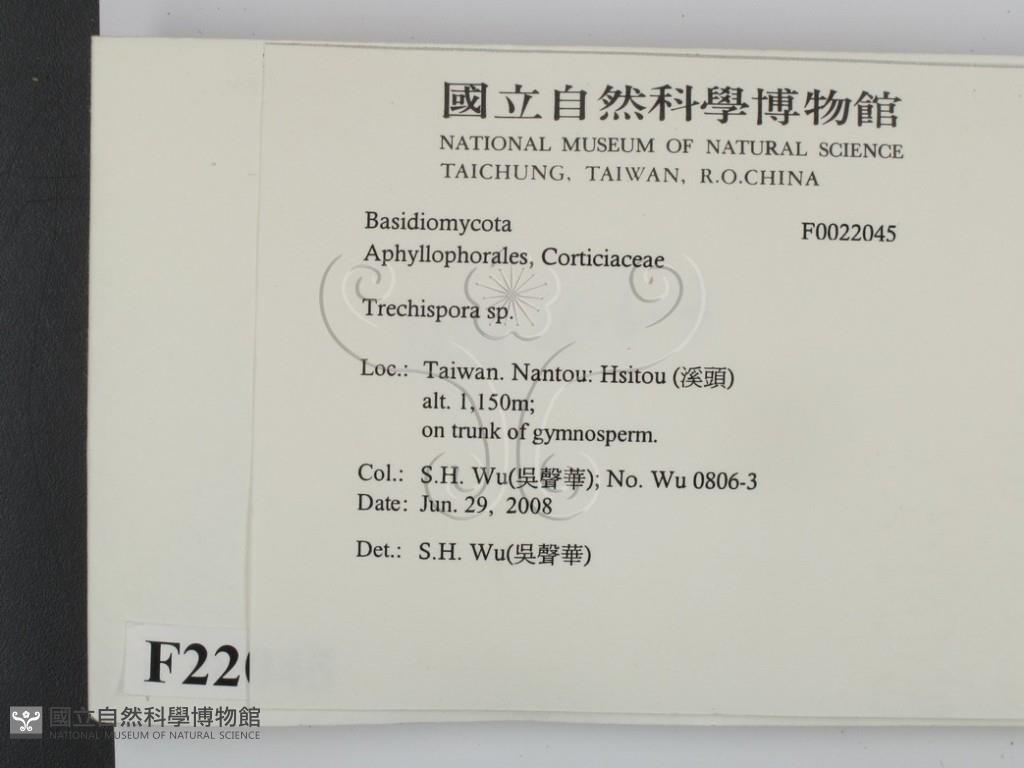 國立自然科學博物館
NATIONAL MUSEUM OF NATURAL SCIENCE
TAICHUNG, TAIWAN, R.O.CHINA
Basidiomycota F0022045
Aphyllophorales, Corticiaceae
Trechispora sp.
Loc.: Taiwan. Nantou: Hsitou (溪頭)
alt. 1,150m;
on trunk of gymnosperm.
Col.: S.H. Wu(吳聲華); No. Wu 0806-3
Date: Jun. 29, 2008
Det.: S.H. Wu(吳聲華)
F220
國立自然科學博物館
NATIONAL MUSEUM OF NATURAL SCIENCE